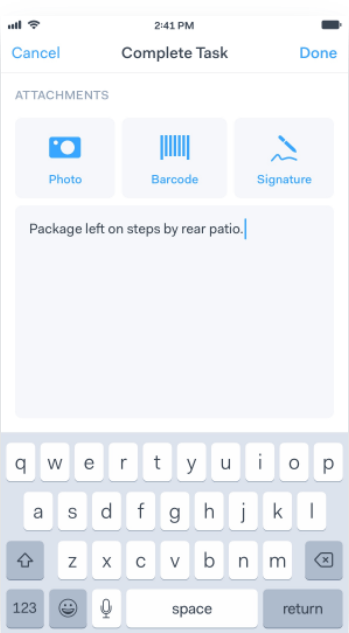 2:41 PM
Cancel Complete Task Done
ATTACHMENTS
Photo Barcode Signature
Package left on steps by rear patio.
q w e r t y u i o p
a s d f g h j k l
z x c v b n m
123 space return